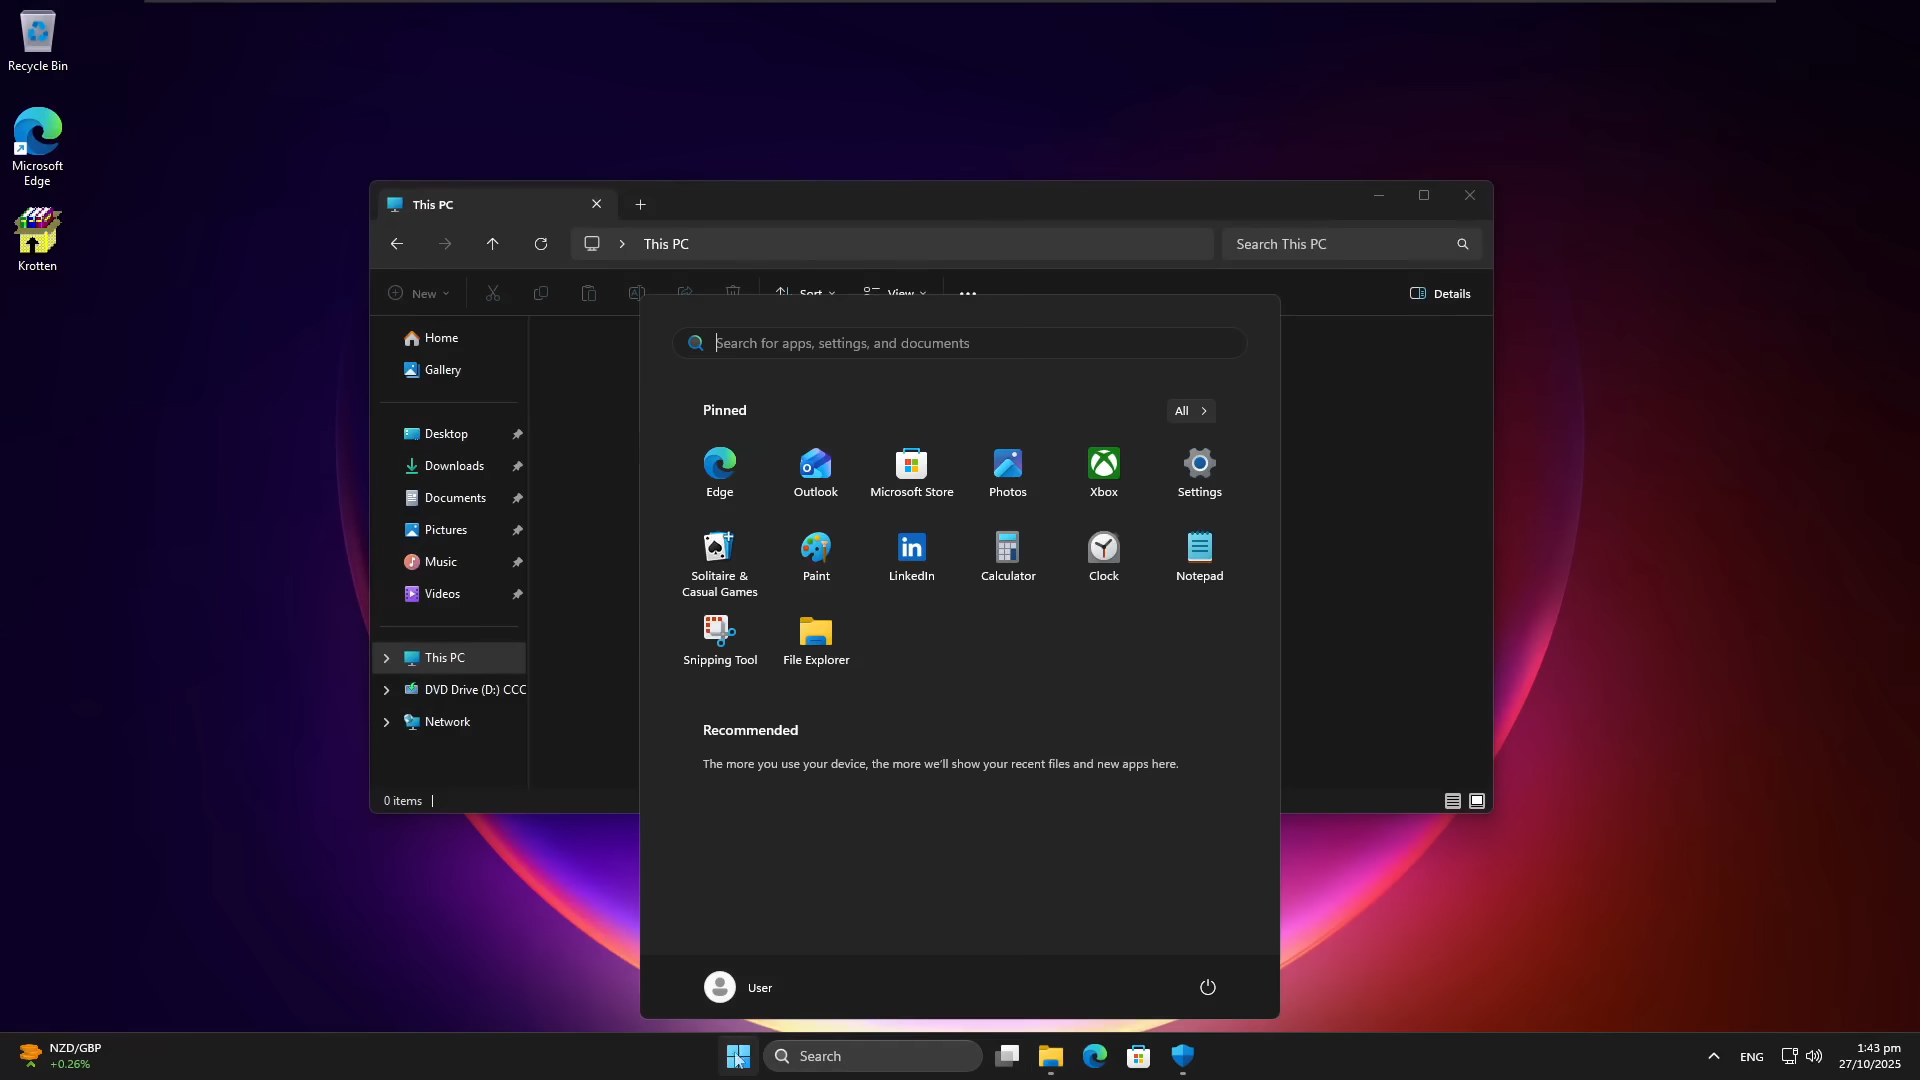 Recycle Bin
Microsoft
Edge
Krotten
This PC
This PC
Search This PC
New
Sort
View
Details
Home
Gallery
Desktop
Downloads
Documents
Pictures
Music
Videos
This PC
DVD Drive (D:) CCC
Network
0 items
Search for apps, settings, and documents
Pinned
All
Edge
Outlook
Microsoft Store
Photos
Xbox
Settings
Solitaire &
Casual Games
Paint
LinkedIn
Calculator
Clock
Notepad
Snipping Tool
File Explorer
Recommended
The more you use your device, the more we'll show your recent files and new apps here.
User
NZD/GBP
+0.26%
Search
ENG
1:43 pm
27/10/2025